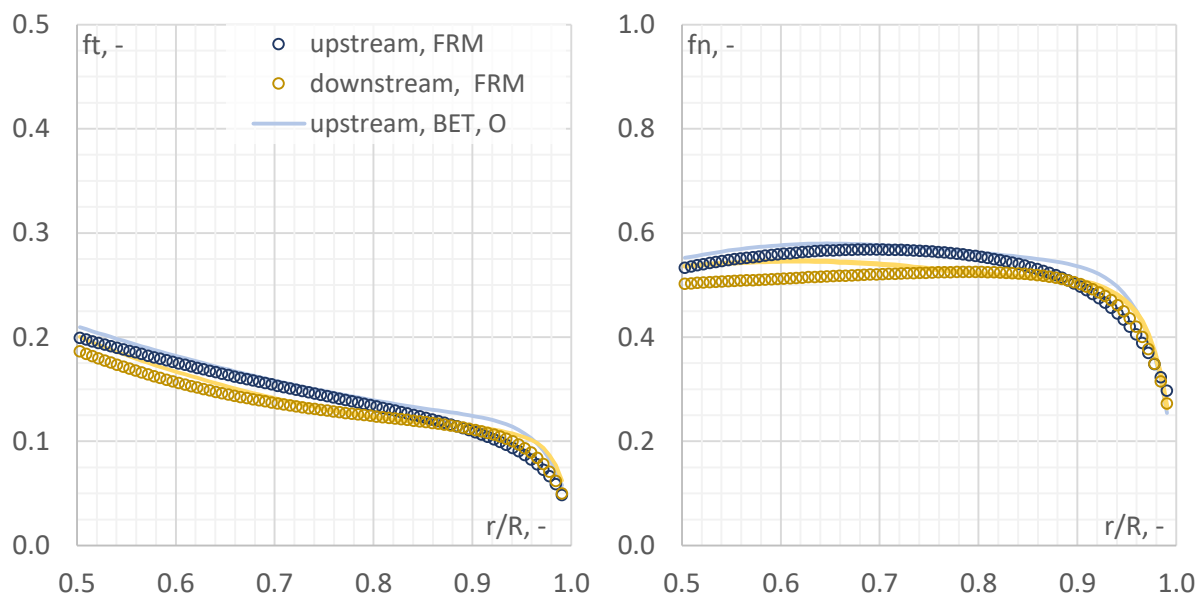 ft, -
upstream, FRM
downstream, FRM
upstream, BET, O
0.5
0.4
0.3
0.2
0.1
0.0
r/R, -
0.5 0.6 0.7 0.8 0.9 1.0
fn, -
1.0
0.8
0.6
0.4
0.2
0.0
r/R, -
0.5 0.6 0.7 0.8 0.9 1.0